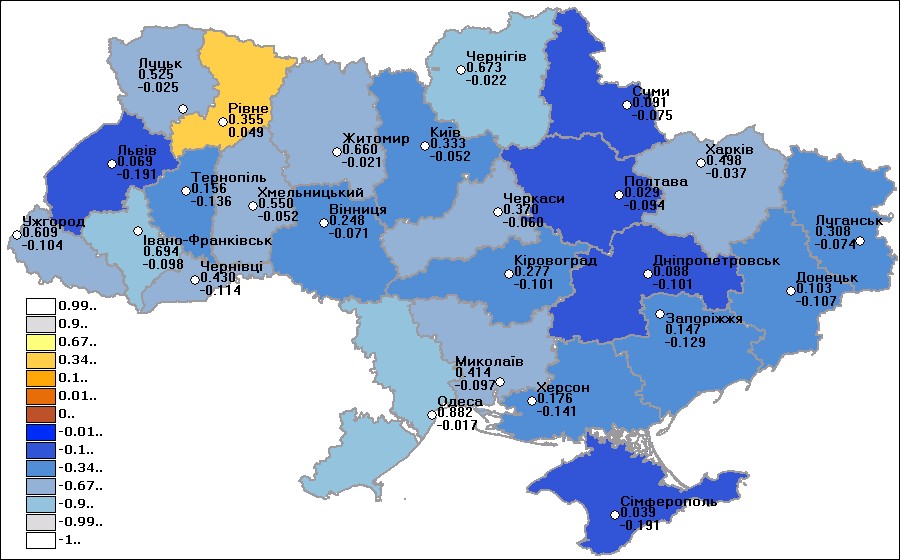 Чернігів
0.673
-0.022
Луцьк
0.525
-0.025
Суми
0.091
-0.075
Рівне
0.355
0.049
Житомир
0.660
-0.021
Київ
0.333
-0.052
Харків
0.498
-0.037
Львів
0.069
-0.191
Тернопіль
0.156
-0.136
Хмельницький
0.550
-0.052
Вінниця
0.248
-0.071
Черкаси
0.370
-0.060
Полтава
0.029
-0.094
Ужгород
0.609
-0.104
Івано-Франківськ
0.694
-0.098
Луганськ
0.308
-0.074
Чернівці
0.430
-0.114
Кіровоград
0.277
-0.101
Дніпропетровськ
0.088
-0.101
Донецьк
0.103
-0.107
Запоріжжя
0.147
-0.129
Миколаїв
0.414
-0.097
Херсон
0.176
-0.141
Одеса
0.882
-0.017
Сімферополь
0.039
-0.191
0.99..
0.9..
0.67..
0.34..
0.1..
0.01..
0..
-0.01..
-0.1..
-0.34..
-0.67..
-0.9..
-0.99..
-1..